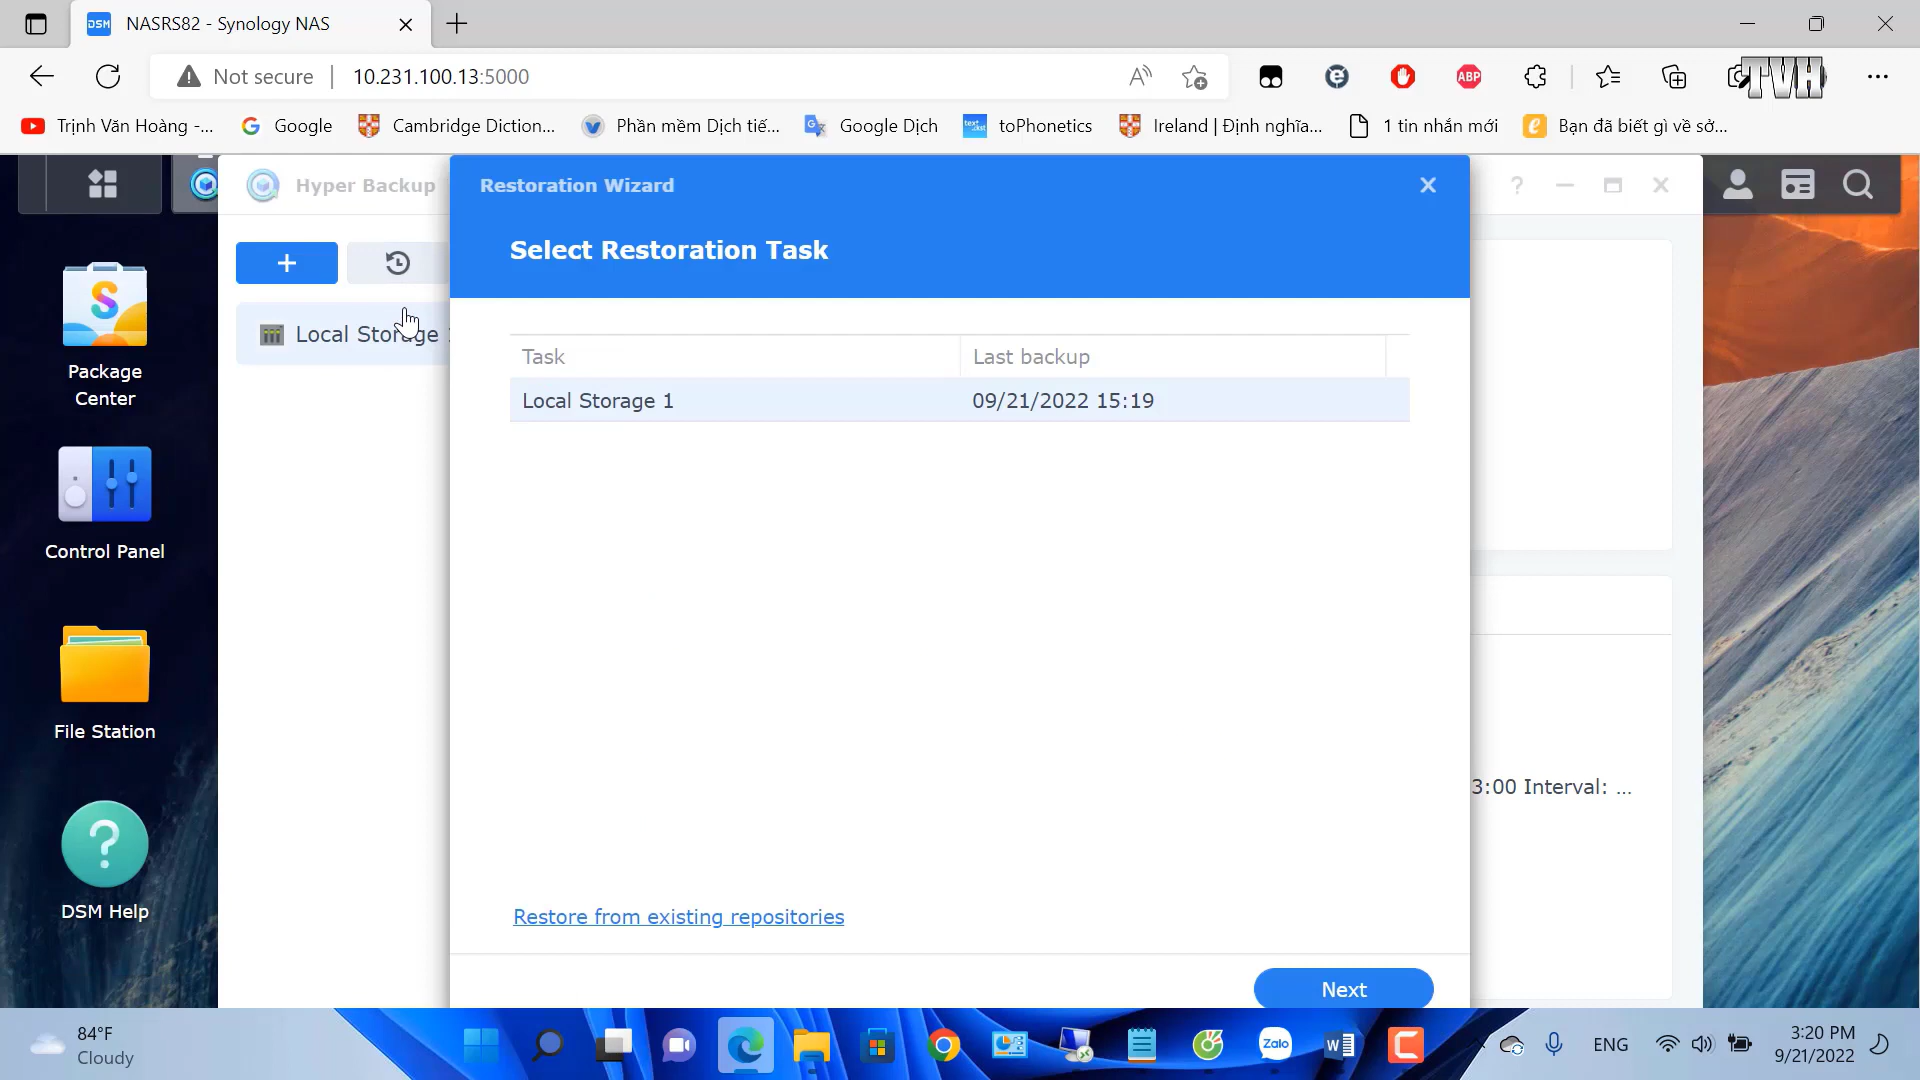 NASRS82 - Synology NAS
Not secure
10.231.100.13:5000
TVH
Trịnh Văn Hoàng -...
Google
Cambridge Diction...
Phần mềm Dịch tiế...
Google Dịch
toPhonetics
Ireland | Định nghĩa...
1 tin nhắn mới
Bạn đã biết gì về sở...
Hyper Backup
Restoration Wizard
Select Restoration Task
Local Storage
Task
Last backup
Local Storage 1
09/21/2022 15:19
Package
Center
Control Panel
File Station
DSM Help
3:00 Interval: ...
Restore from existing repositories
Next
84°F
Cloudy
Zalo
ENG
3:20 PM
9/21/2022
DSM
ABP